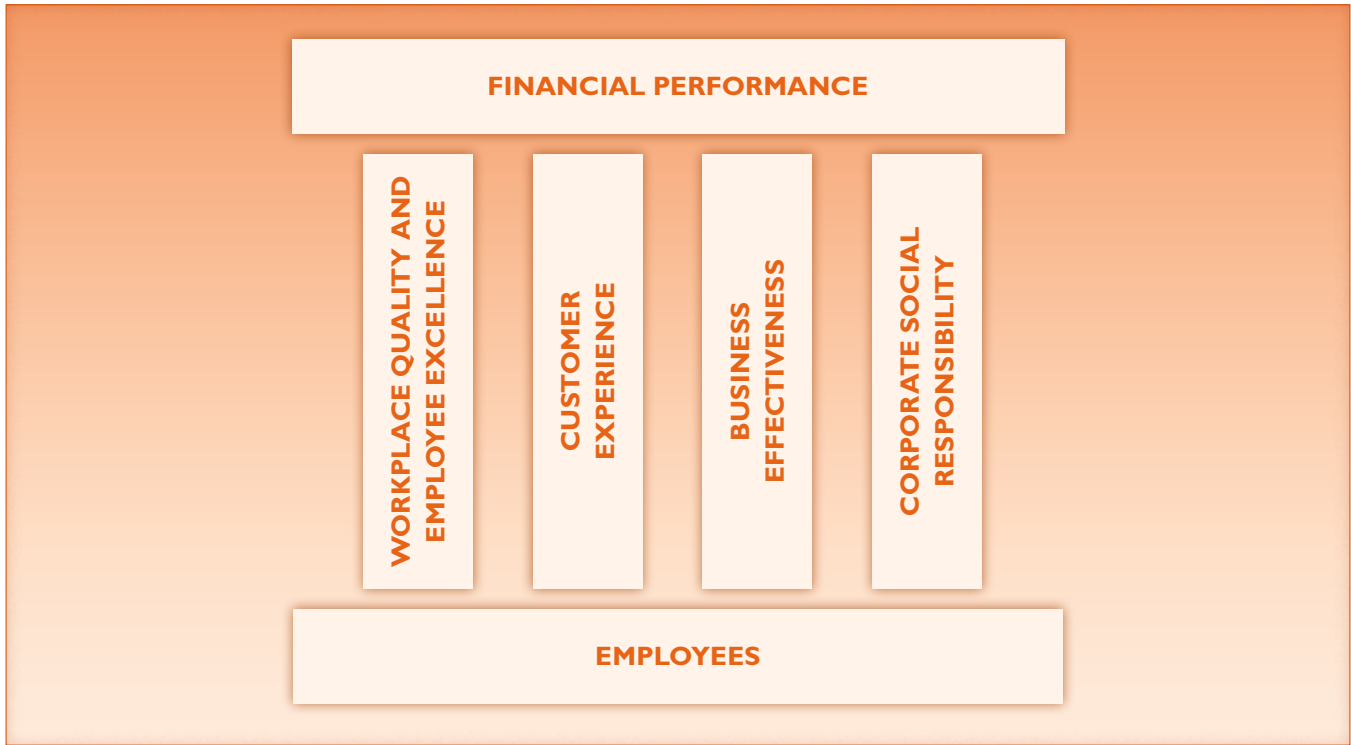 FINANCIAL PERFORMANCE
WORKPLACE QUALITY AND
EMPLOYEE EXCELLENCE
CUSTOMER
EXPERIENCE
BUSINESS
EFFECTIVENESS
CORPORATE SOCIAL
RESPONSIBILITY
EMPLOYEES